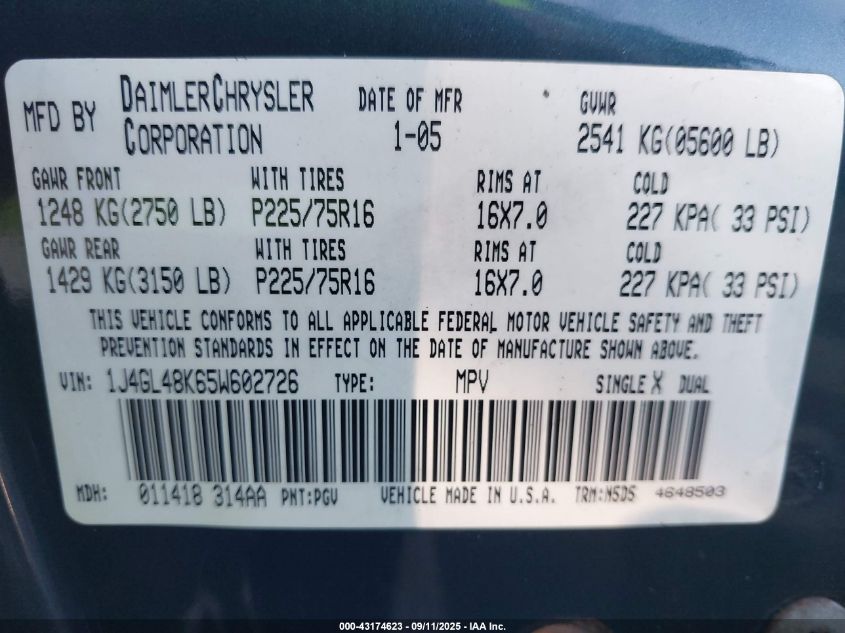 MFD BY DAIMLERCHRYSLER CORPORATION DATE OF MFR 1-05 GVWR 2541 KG(05600 LB)
GAWR FRONT WITH TIRES RIMS AT COLD
1248 KG(2750 LB) P225/75R16 16X7.0 227 KPA( 33 PSI)
GAWR REAR WITH TIRES RIMS AT COLD
1429 KG(3150 LB) P225/75R16 16X7.0 227 KPA( 33 PSI)
THIS VEHICLE CONFORMS TO ALL APPLICABLE FEDERAL MOTOR VEHICLE SAFETY AND THEFT
PREVENTION STANDARDS IN EFFECT ON THE DATE OF MANUFACTURE SHOWN ABOVE.
VIN: 1J4GL48K65W602726 TYPE: MPV SINGLE X DUAL
MDH: 011418 314AA PNT:PGV VEHICLE MADE IN U.S.A. TRM:N5D5 4648503
000-43174623 - 09/11/2025 - IAA Inc.